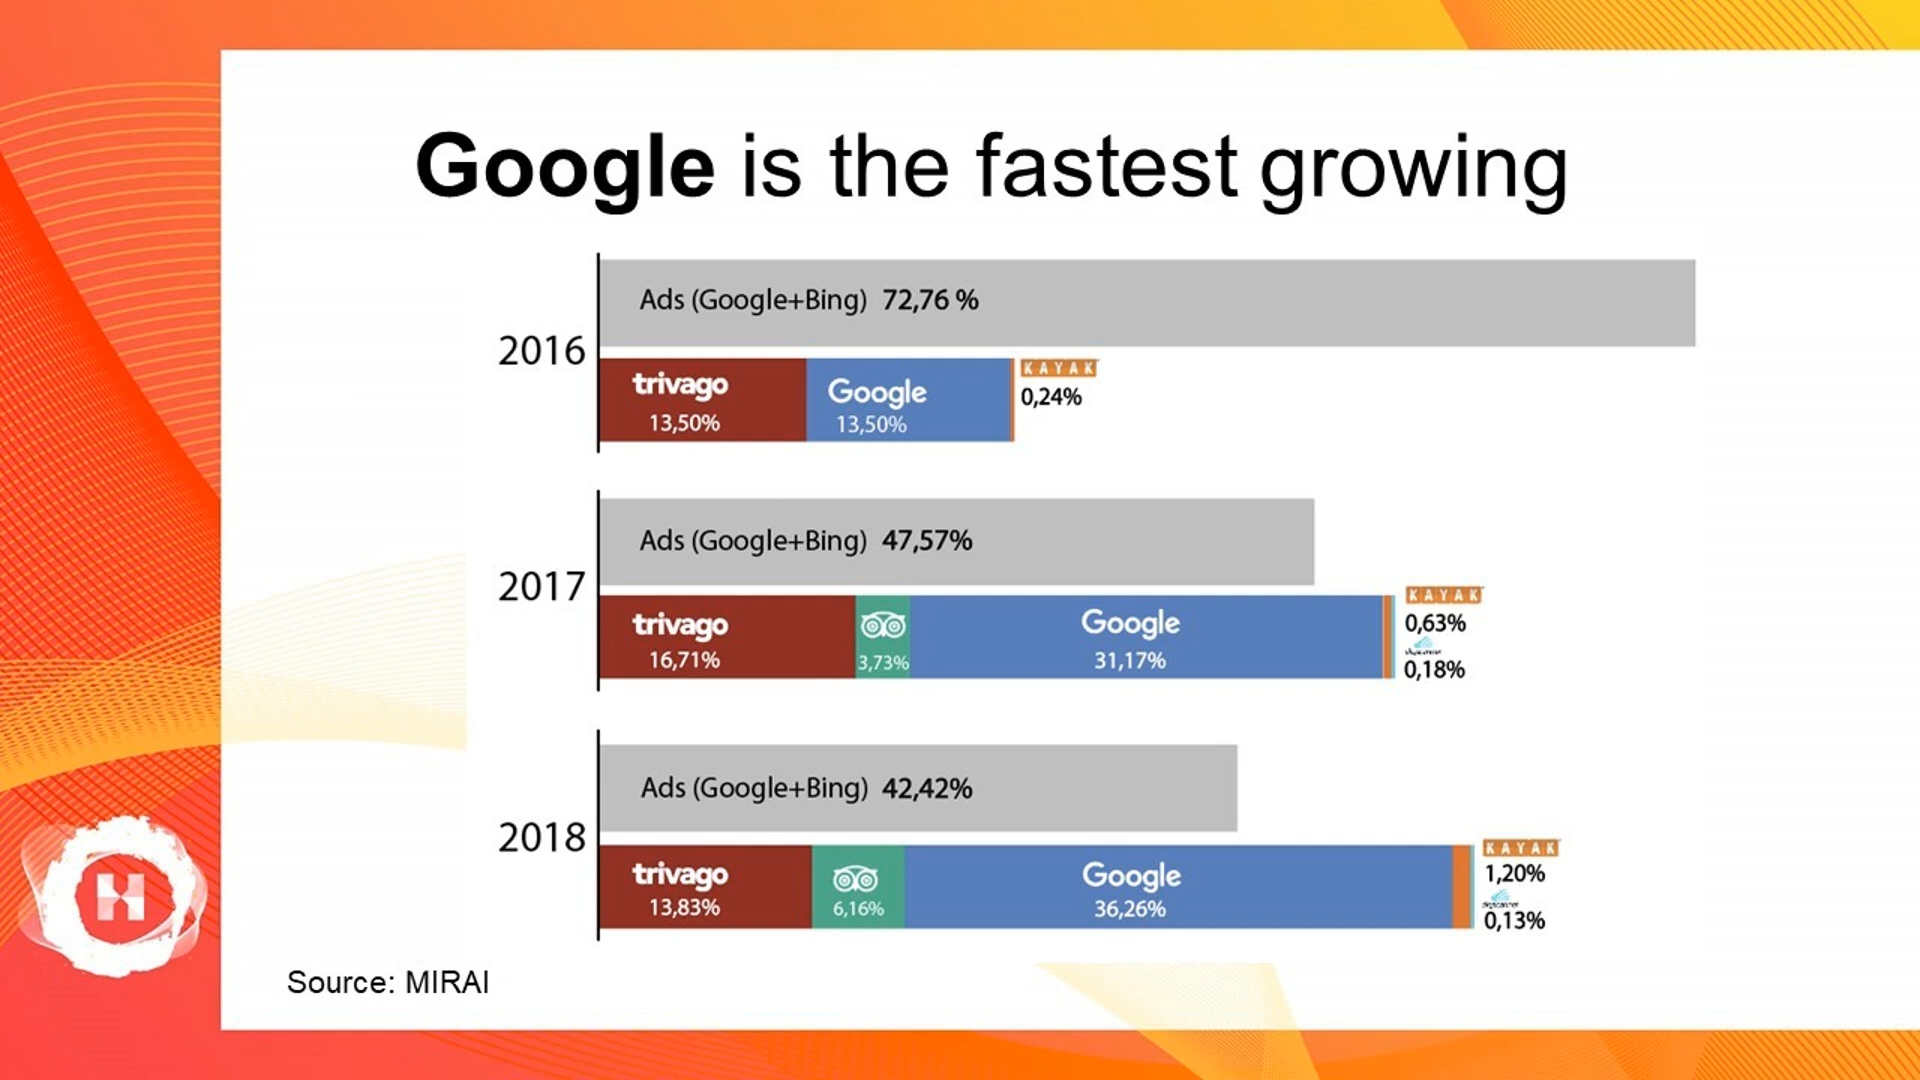 Google is the fastest growing
2016
Ads (Google+Bing) 72,76 %
trivago
13,50%
Google
13,50%
KAYAK
0,24%
2017
Ads (Google+Bing) 47,57%
trivago
16,71%
3,73%
Google
31,17%
KAYAK
0,63%
0,18%
2018
Ads (Google+Bing) 42,42%
trivago
13,83%
6,16%
Google
36,26%
KAYAK
1,20%
0,13%
H
Source: MIRAI